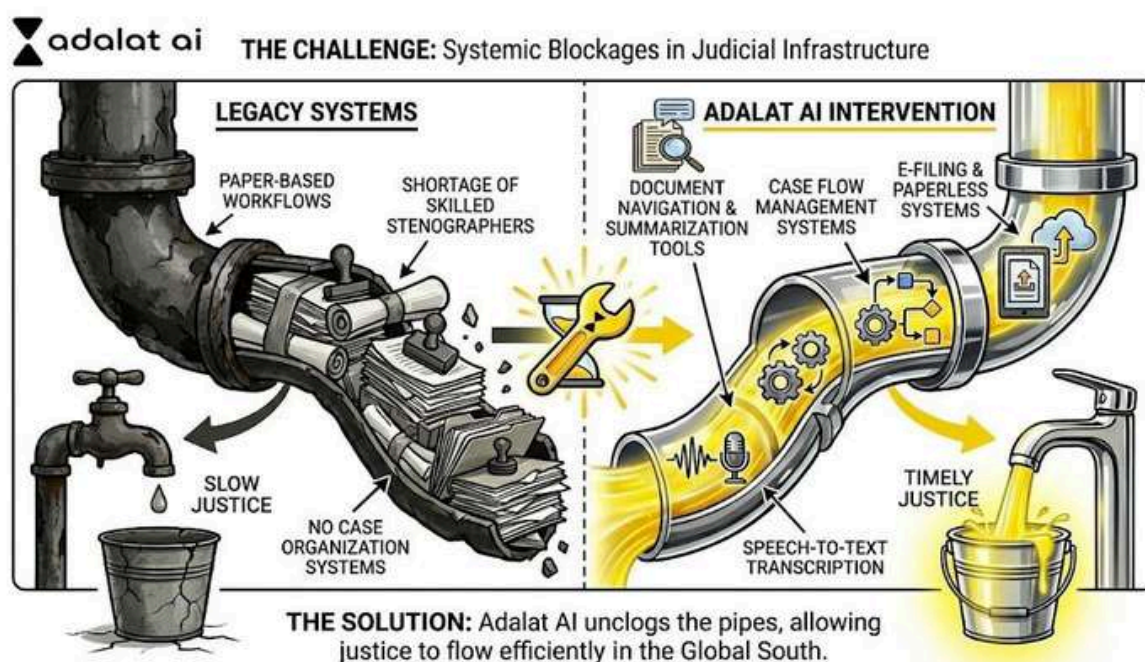 adalat ai
THE CHALLENGE: Systemic Blockages in Judicial Infrastructure
LEGACY SYSTEMS
PAPER-BASED
WORKFLOWS
SHORTAGE OF
SKILLED
STENOGRAPHERS
SLOW
JUSTICE
NO CASE
ORGANIZATION
SYSTEMS
ADALAT AI INTERVENTION
DOCUMENT
NAVIGATION &
SUMMARIZATION
TOOLS
CASE FLOW
MANAGEMENT
SYSTEMS
E-FILING &
PAPERLESS
SYSTEMS
TIMELY
JUSTICE
SPEECH-TO-TEXT
TRANSCRIPTION
THE SOLUTION: Adalat AI unclogs the pipes, allowing
justice to flow efficiently in the Global South.